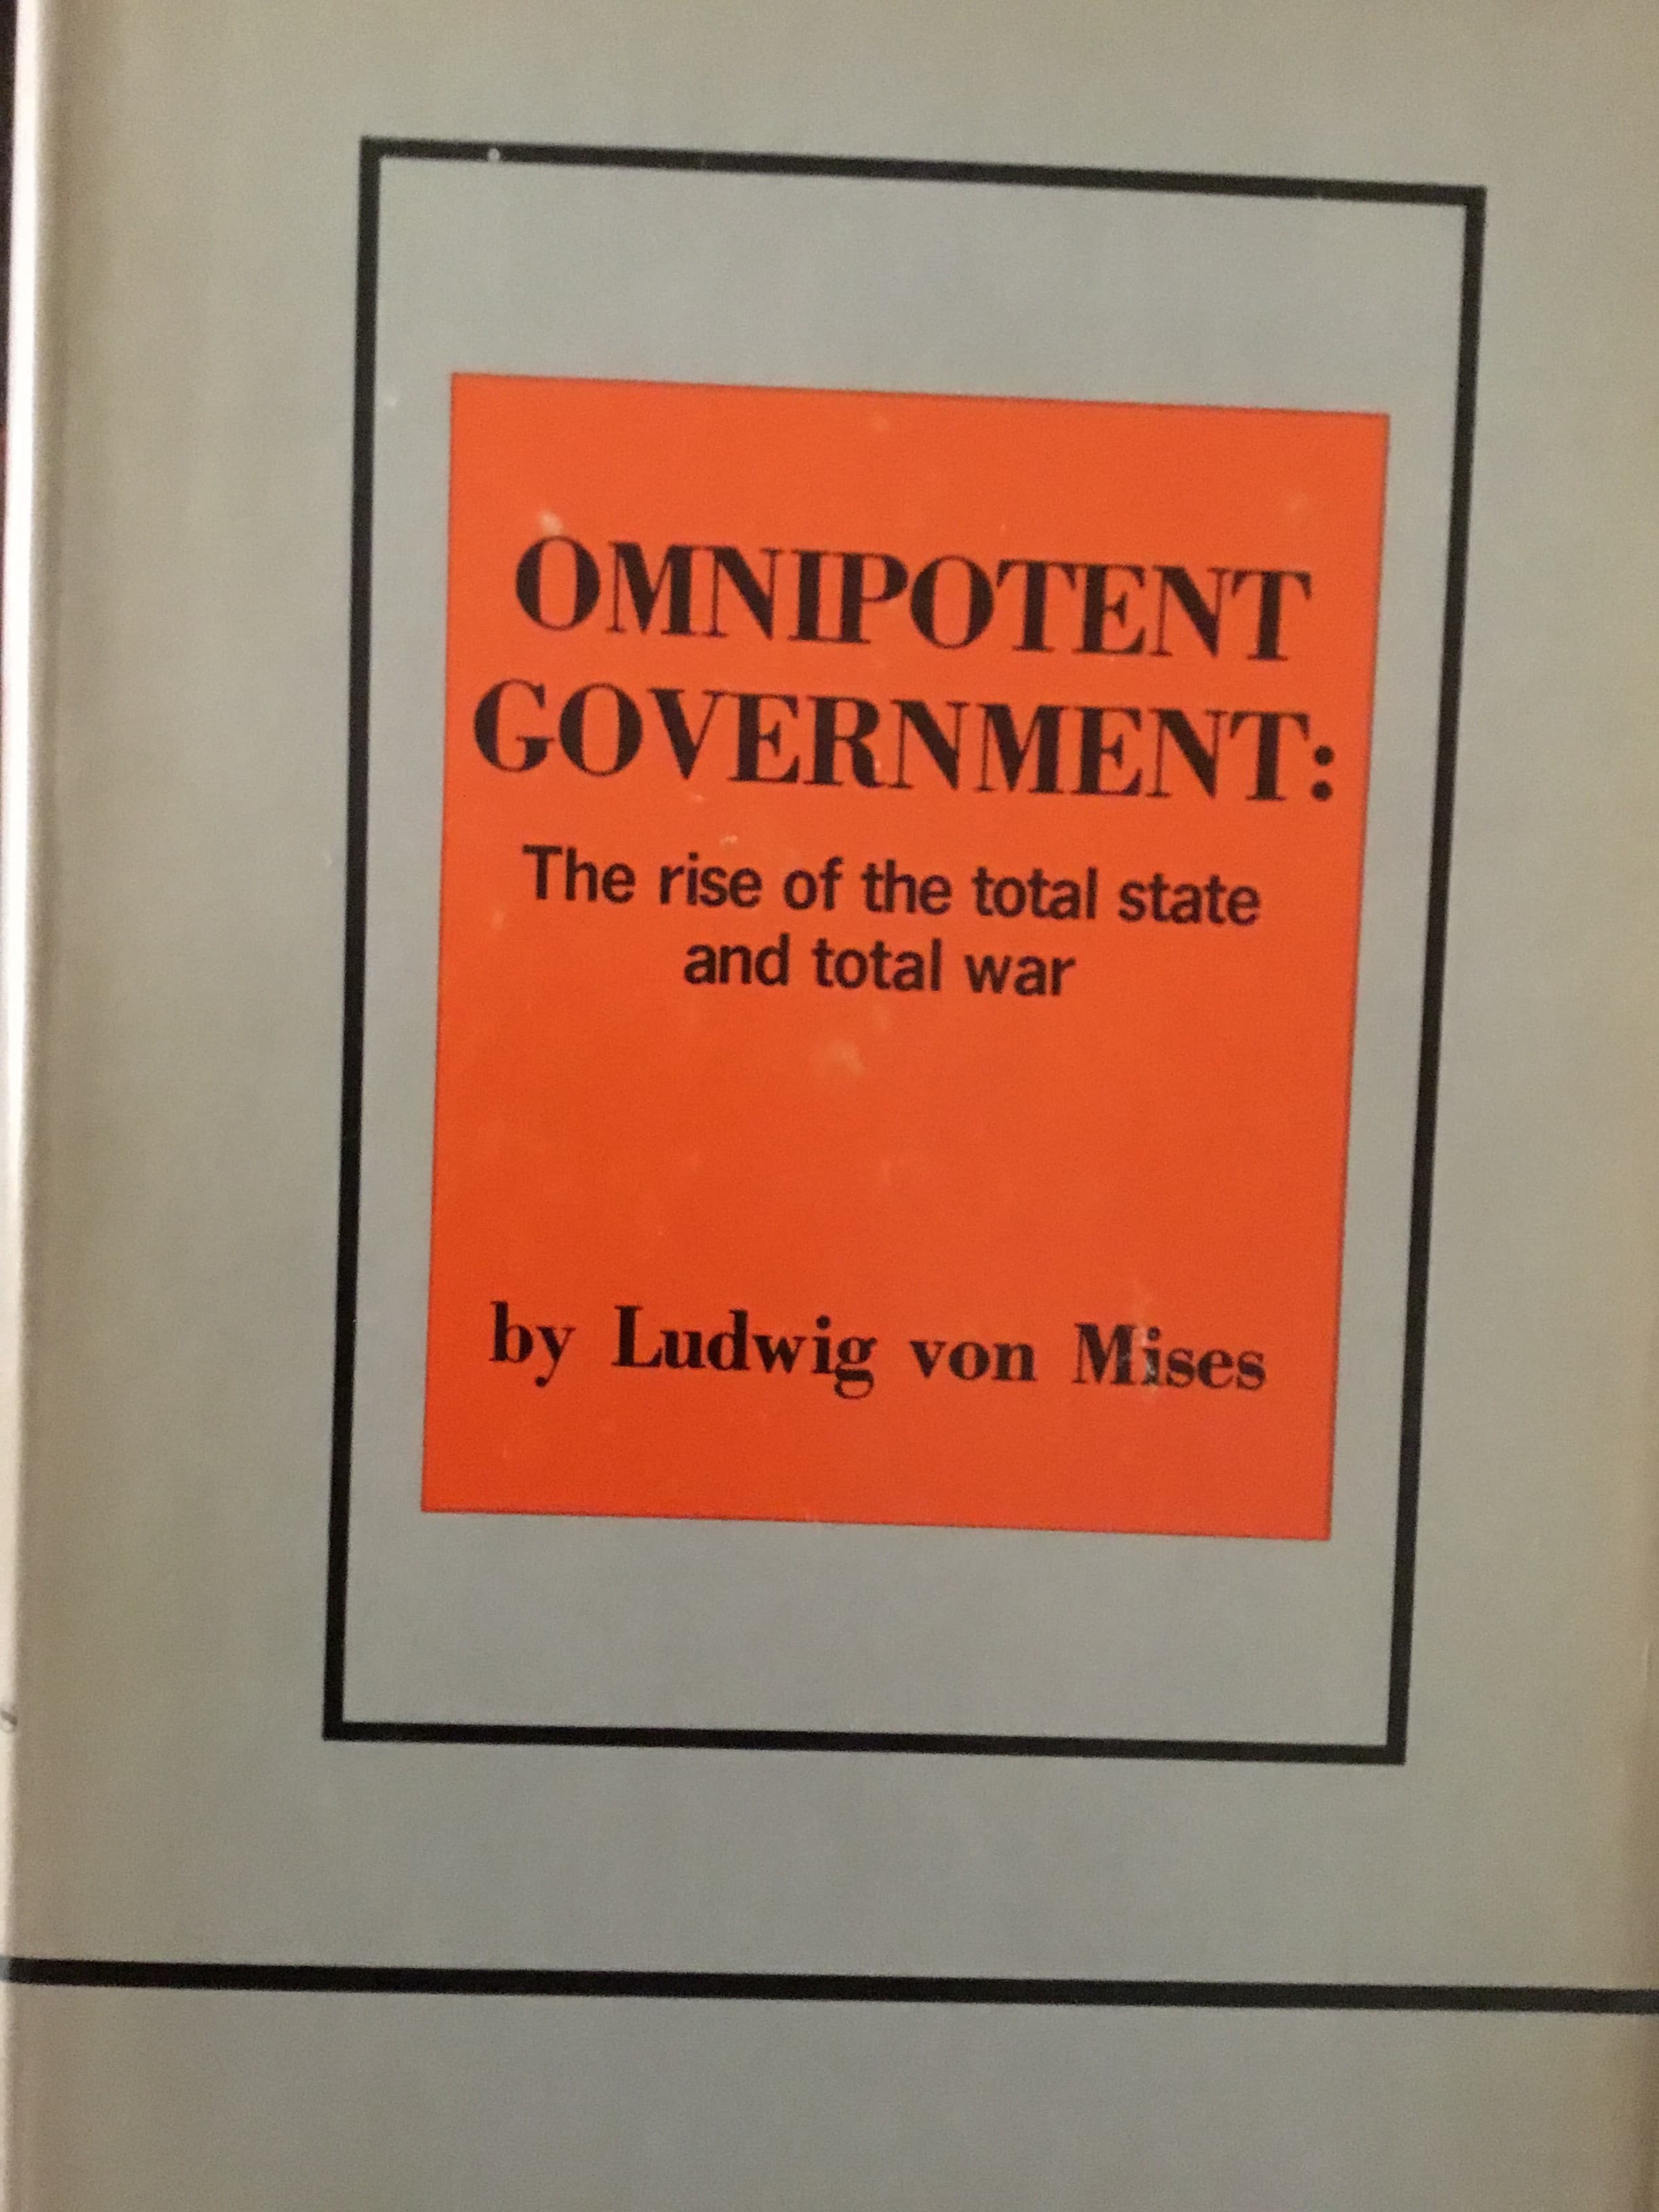 OMNIPOTENT
GOVERNMENT:
The rise of the total state
and total war
by Ludwig von Mises